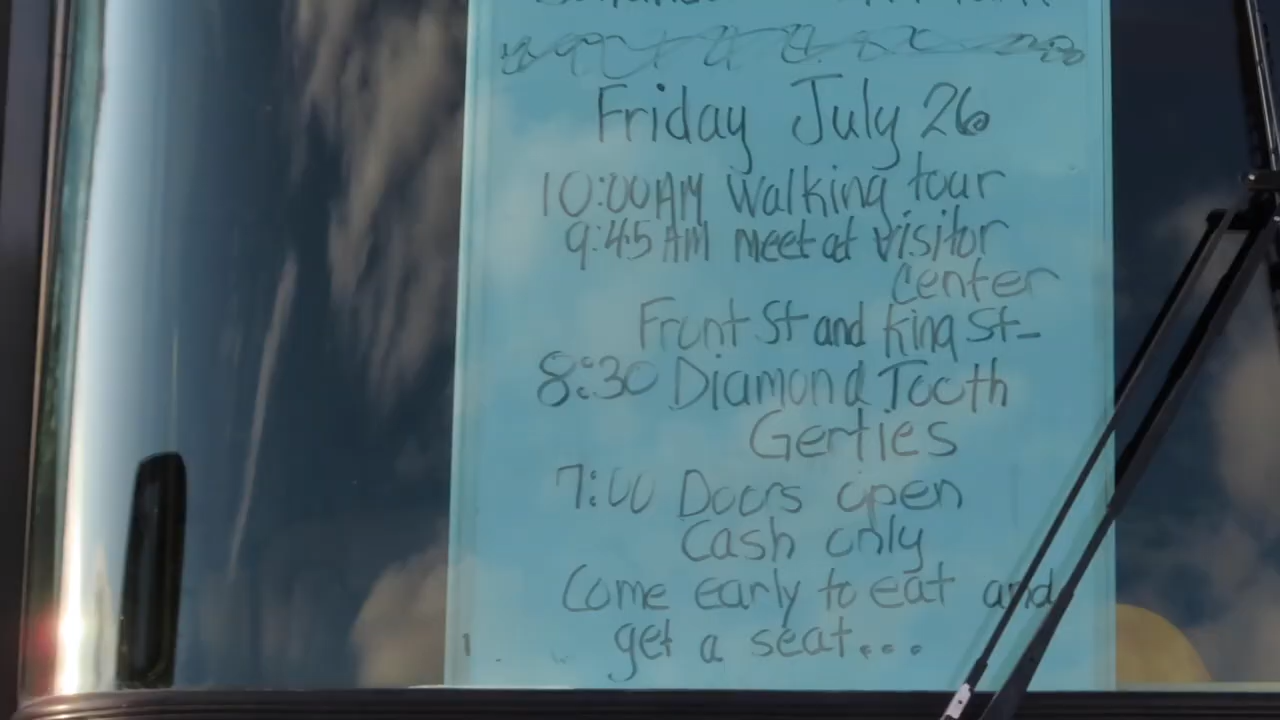 Friday July 26
10:00AM Walking tour
9:45 AM Meet at Visitor
Center
Front St and King St-
8:30 Diamond Tooth
Gerties
7:00 Doors open
Cash only
Come early to eat and
get a seat...